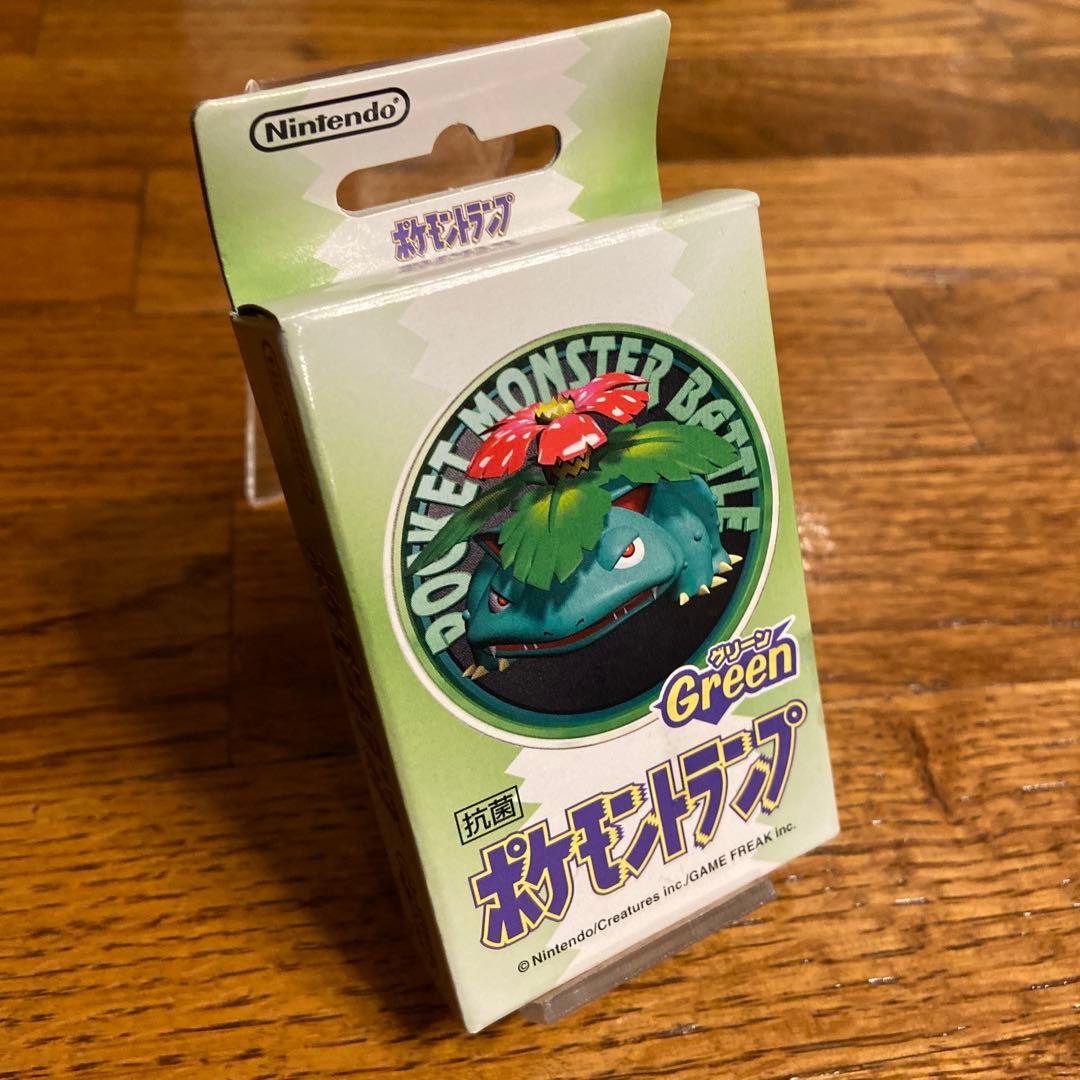 Nintendo®
ポケモントランプ
POCKET MONSTER BATTLE
グリーン
Green
抗菌
ポケモントランプ
© Nintendo/Creatures inc./GAME FREAK inc.